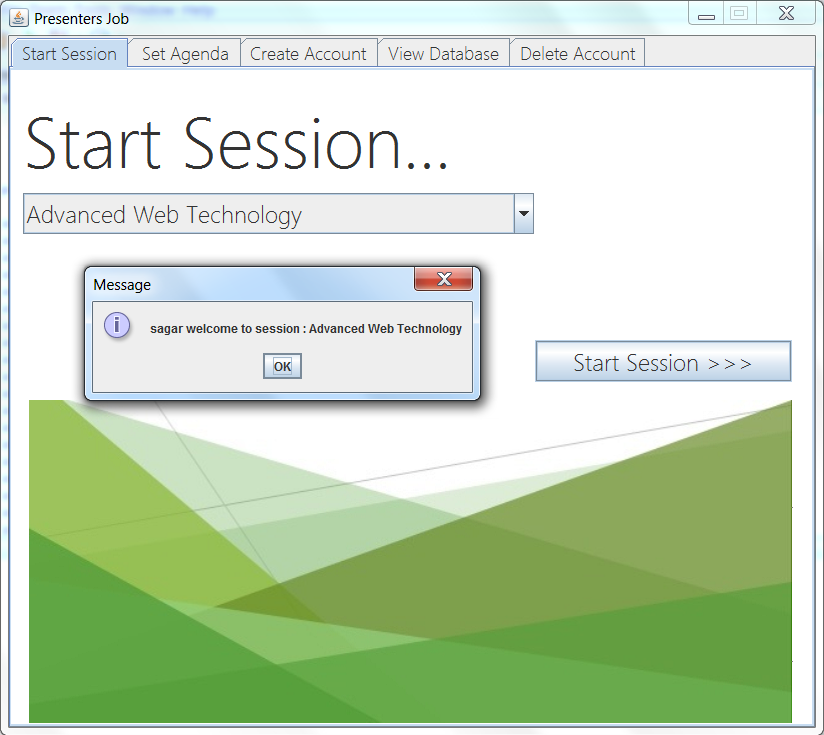 Presenters Job
Start Session Set Agenda Create Account View Database Delete Account
Start Session...
Advanced Web Technology
Message
sagar welcome to session : Advanced Web Technology
OK
Start Session >>>